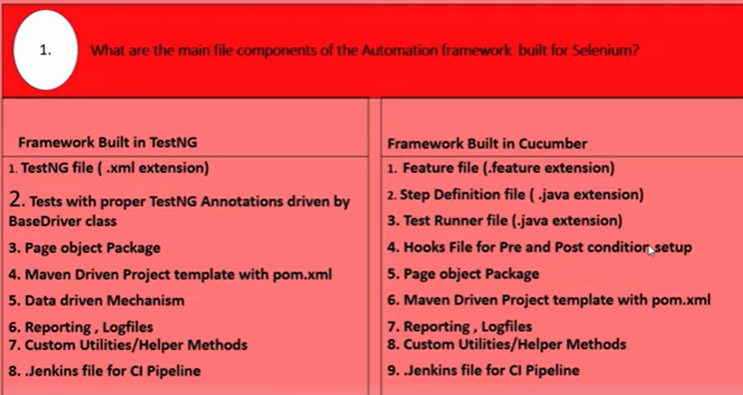 1.
What are the main file components of the Automation framework built for Selenium?
Framework Built in TestNG
1. TestNG file ( .xml extension)
2. Tests with proper TestNG Annotations driven by
BaseDriver class
3. Page object Package
4. Maven Driven Project template with pom.xml
5. Data driven Mechanism
6. Reporting , Logfiles
7. Custom Utilities/Helper Methods
8. .Jenkins file for CI Pipeline
Framework Built in Cucumber
1. Feature file (.feature extension)
2. Step Definition file ( .java extension)
3. Test Runner file (.java extension)
4. Hooks File for Pre and Post condition setup
5. Page object Package
6. Maven Driven Project template with pom.xml
7. Reporting , Logfiles
8. Custom Utilities/Helper Methods
9. .Jenkins file for CI Pipeline